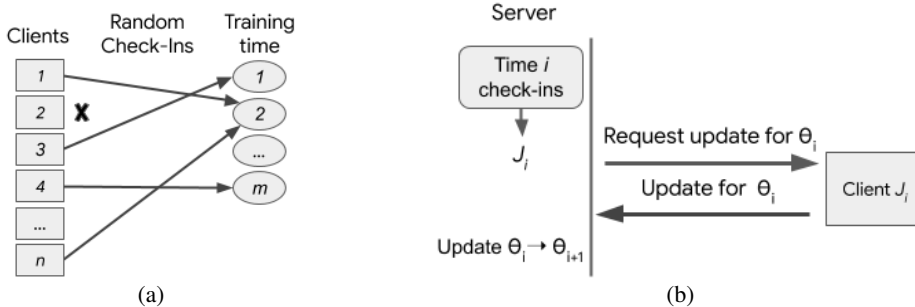 Clients
Random
Check-Ins
Training
time
1
2
X
3
4
...
n
1
2
...
m
(a)
Server
Time i
check-ins
J_i
Request update for θ_i
Update for θ_i
Client J_i
Update θ_i → θ_{i+1}
(b)